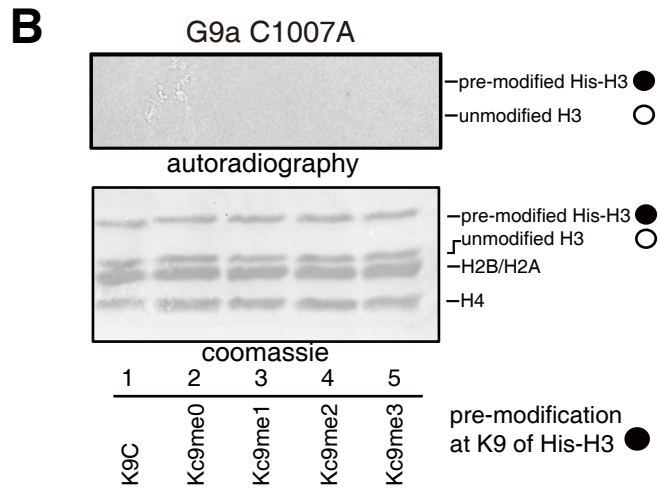 B
G9a C1007A
pre-modified His-H3
unmodified H3
autoradiography
pre-modified His-H3
unmodified H3
H2B/H2A
H4
coomassie
1 2 3 4 5
K9C Kc9me0 Kc9me1 Kc9me2 Kc9me3
pre-modification
at K9 of His-H3